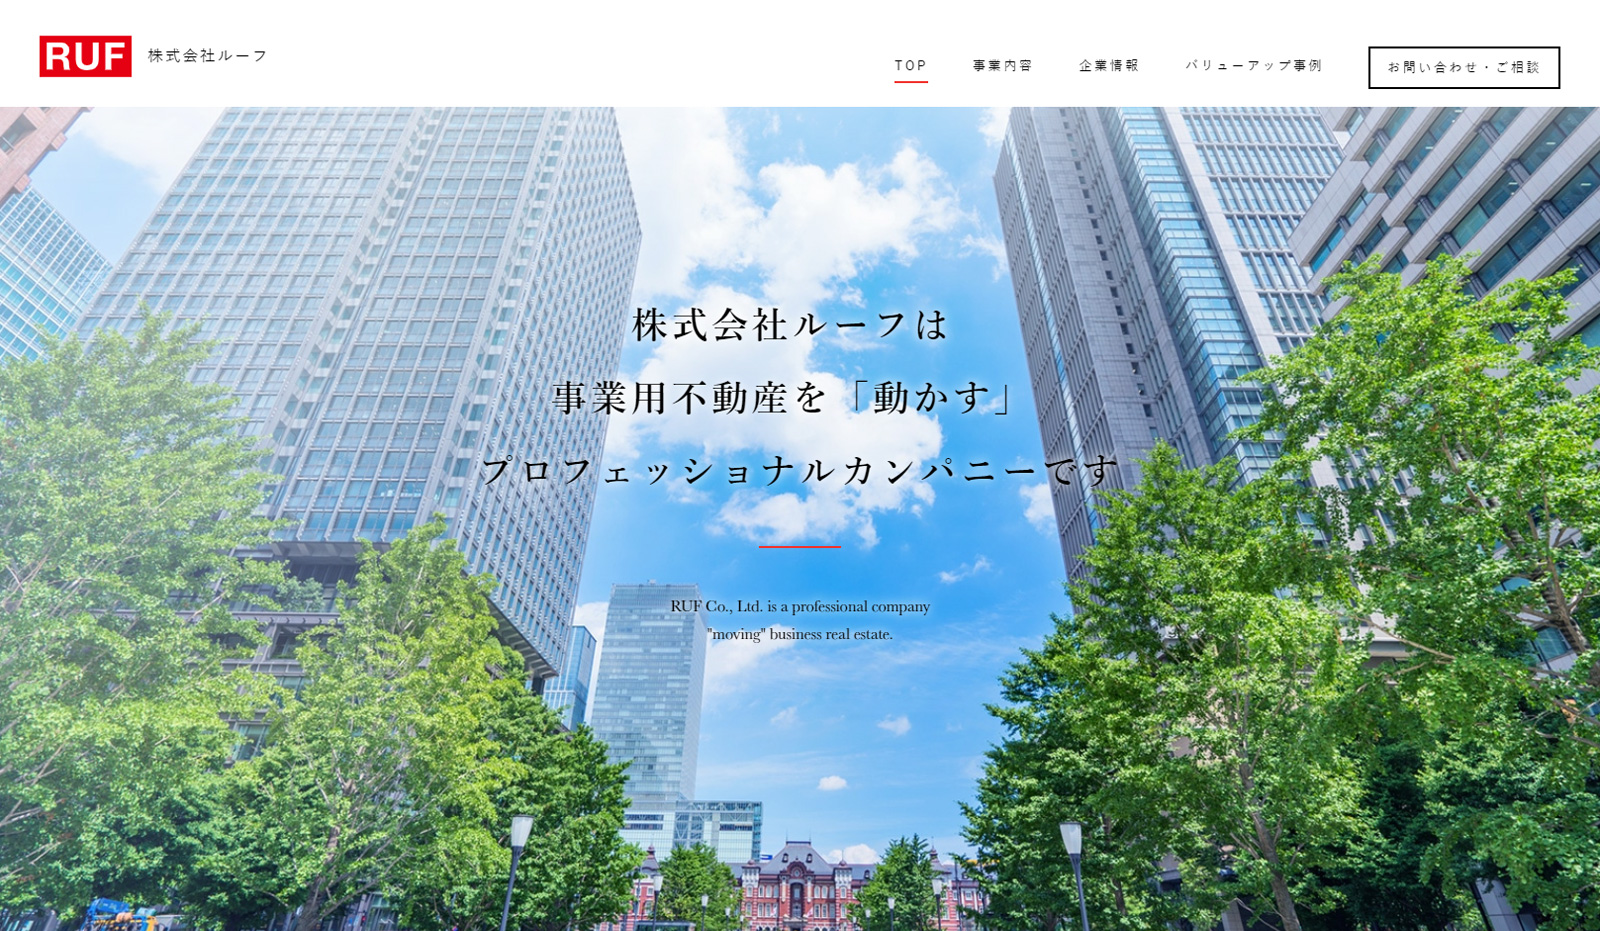 RUF 株式会社ルーフ
TOP 事業内容 企業情報 バリューアップ事例 お問い合わせ・ご相談
株式会社ルーフは
事業用不動産を「動かす」
プロフェッショナルカンパニーです
RUF Co., Ltd. is a professional company
"moving" business real estate.